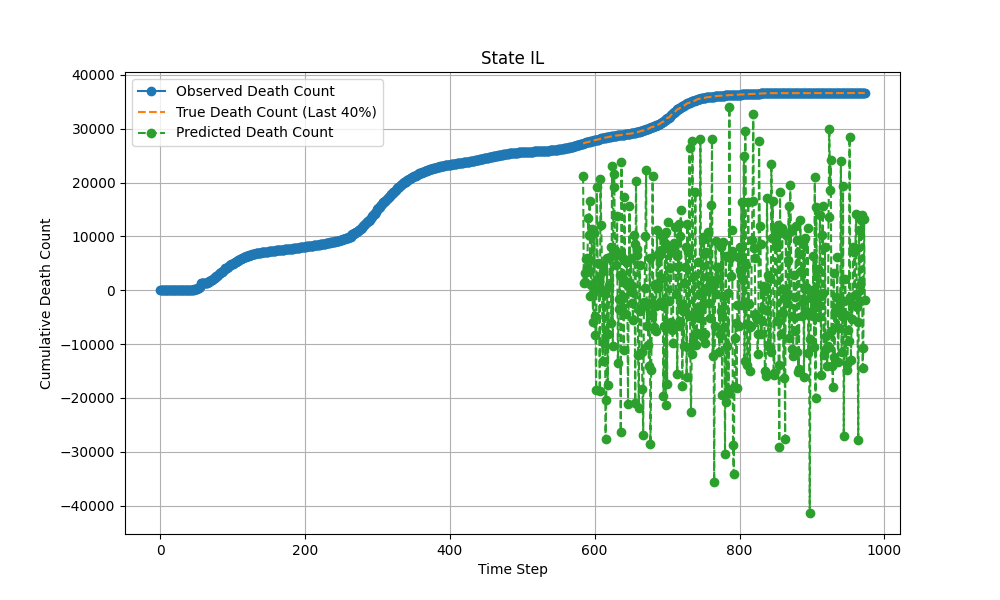 State IL
Observed Death Count
True Death Count (Last 40%)
Predicted Death Count
Cumulative Death Count
40000
30000
20000
10000
0
−10000
−20000
−30000
−40000
0 200 400 600 800 1000
Time Step